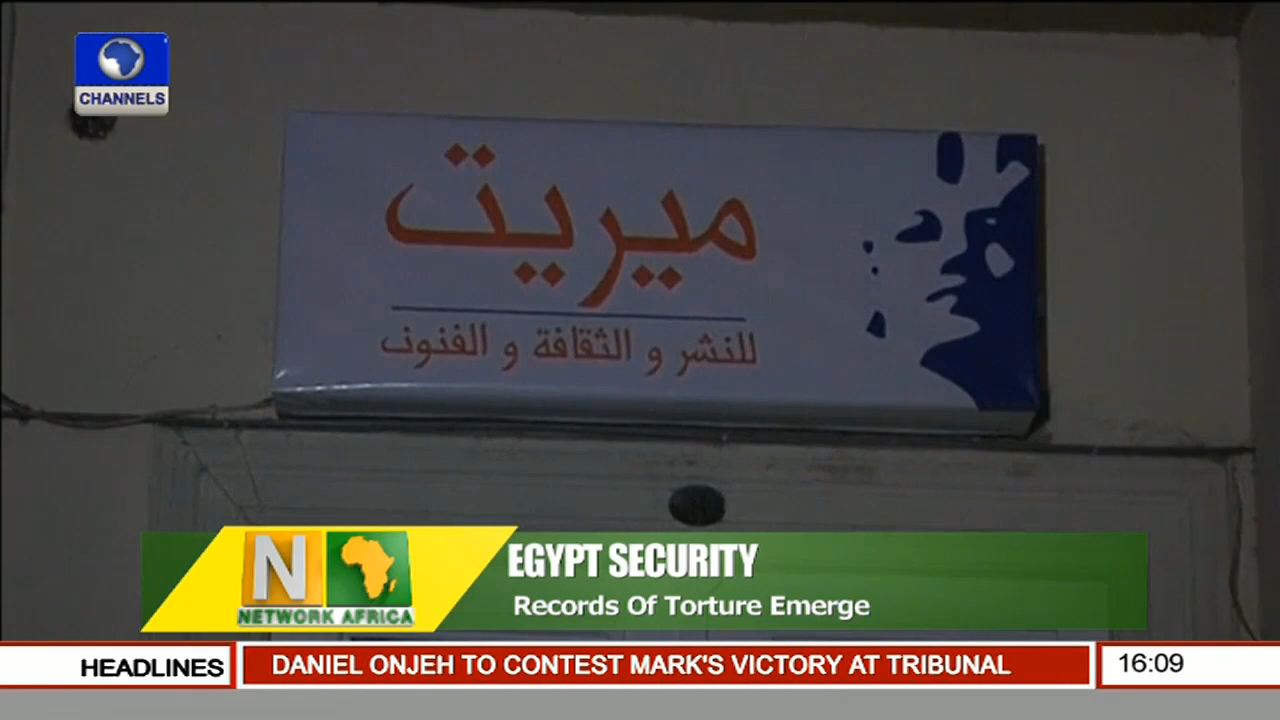 CHANNELS
ميريت
للنشر و الثقافة و الفنون
N
NETWORK AFRICA
EGYPT SECURITY
Records Of Torture Emerge
HEADLINES
DANIEL ONJEH TO CONTEST MARK'S VICTORY AT TRIBUNAL
16:09